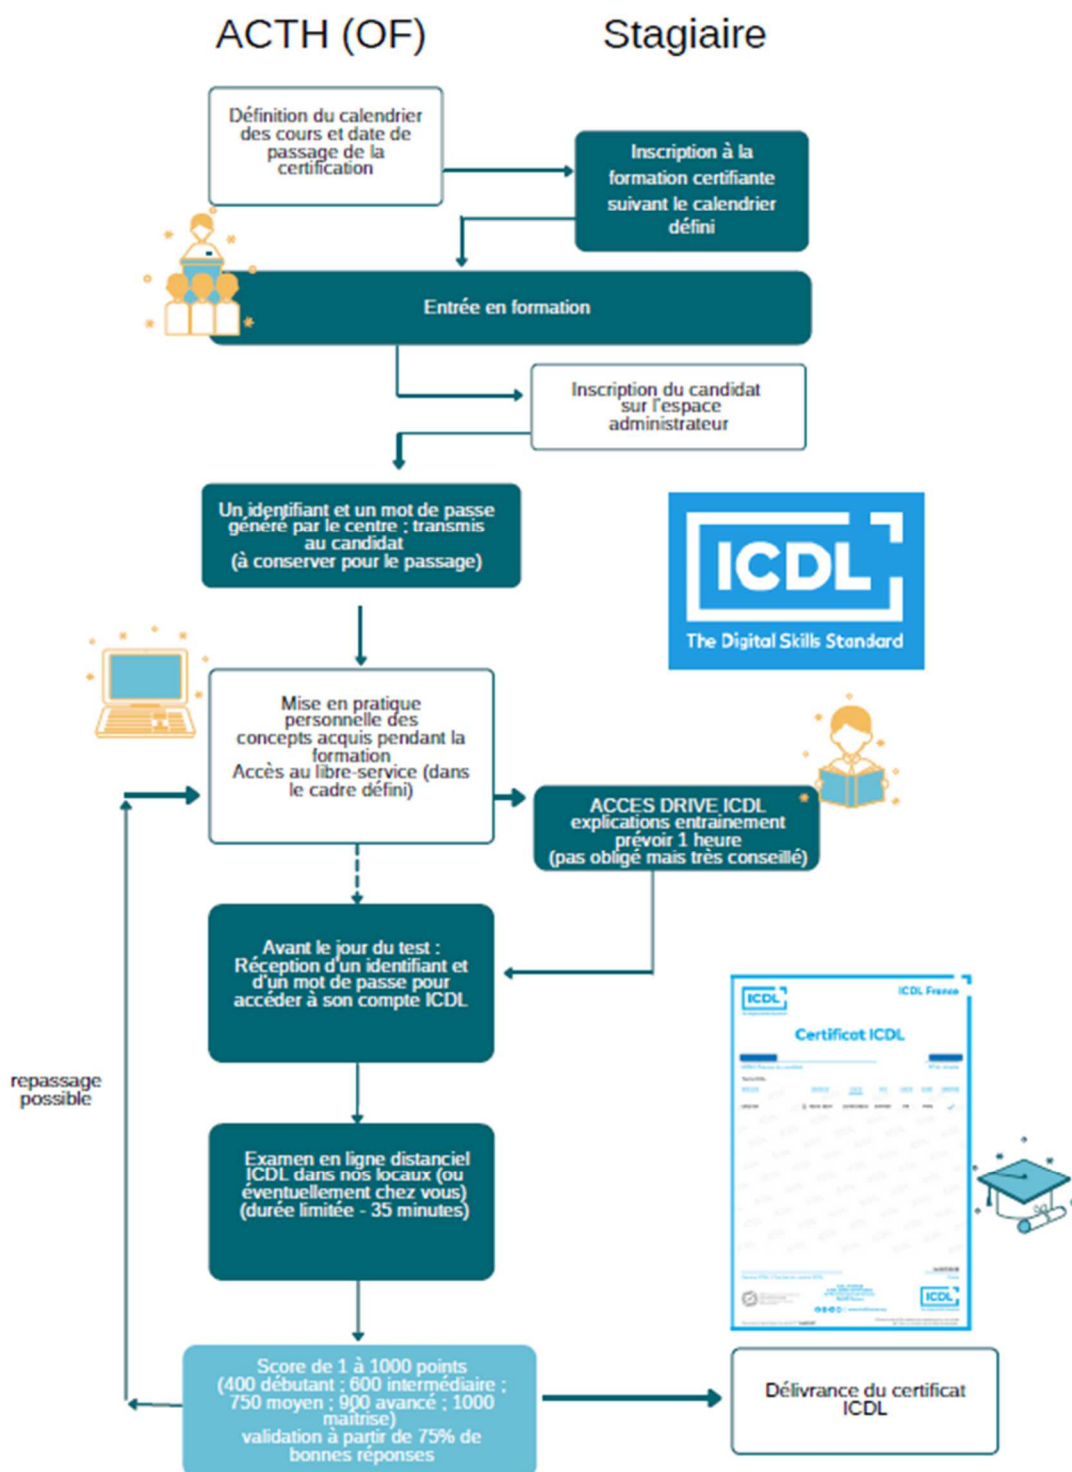 ACTH (OF)
Stagiaire
Définition du calendrier
des cours et date de
passage de la
certification
Inscription à la
formation certifiante
suivant le calendrier
défini
Entrée en formation
Inscription du candidat
sur l'espace
administrateur
Un identifiant et un mot de passe
généré par le centre ; transmis
au candidat
(à conserver pour le passage)
ICDL
The Digital Skills Standard
Mise en pratique
personnelle des
concepts acquis pendant la
formation
Accès au libre-service (dans
le cadre défini)
ACCES DRIVE ICDL
explications entrainement
prévoir 1 heure
(pas obligé mais très conseillé)
Avant le jour du test :
Réception d'un identifiant et
d'un mot de passe pour
accéder à son compte ICDL
repassage
possible
ICDL
ICDL France
Certificat ICDL
Examen en ligne distanciel
ICDL dans nos locaux (ou
éventuellement chez vous)
(durée limitée - 35 minutes)
ICDL
Score de 1 à 1000 points
(400 débutant ; 600 intermédiaire ;
750 moyen ; 900 avancé ; 1000
maîtrise)
validation à partir de 75% de
bonnes réponses
Délivrance du certificat
ICDL